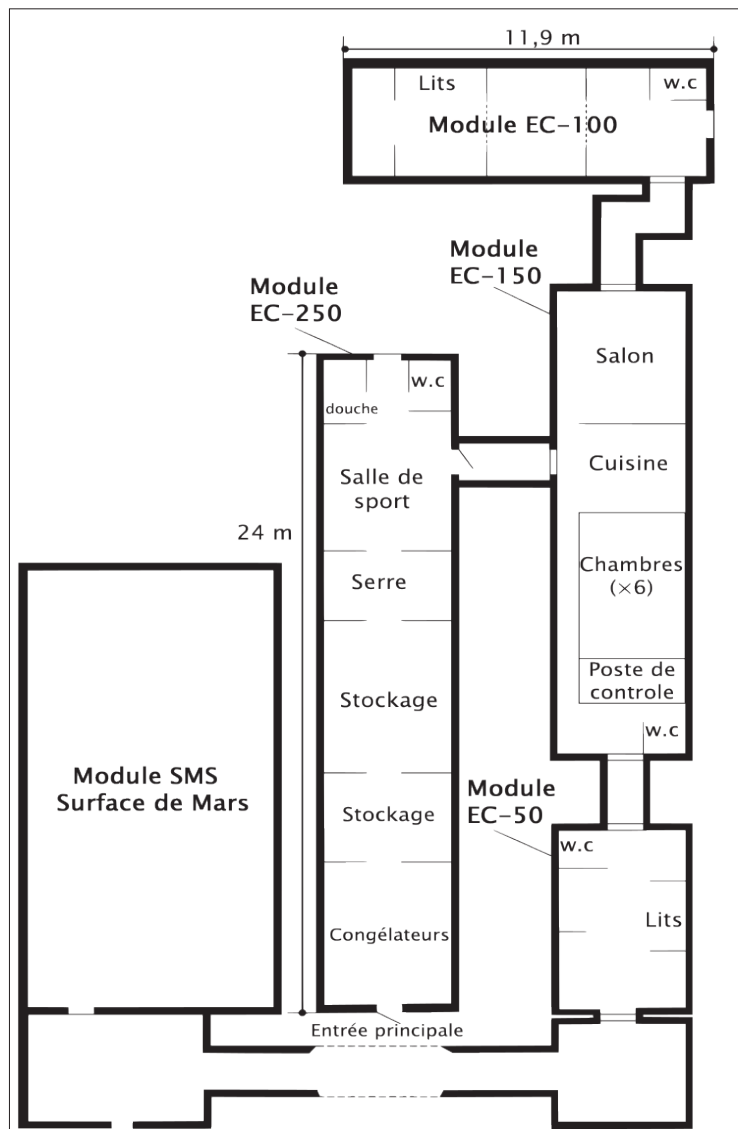 11,9 m
Lits
w.c
Module EC-100
Module
EC-150
Module
EC-250
Salon
w.c
douche
Cuisine
Salle de
sport
24 m
Chambres
(×6)
Serre
Poste de
controle
Stockage
w.c
Module SMS
Surface de Mars
Module
EC-50
Stockage
w.c
Lits
Congélateurs
Entrée principale